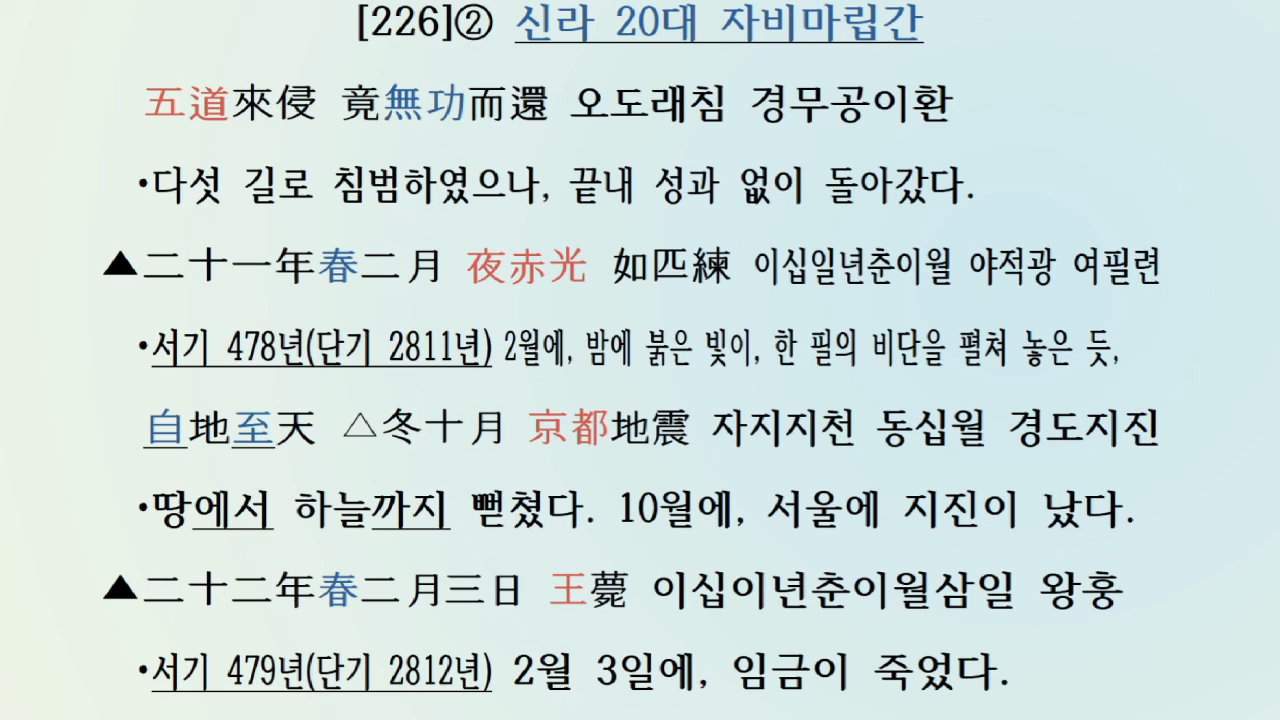 [226]② 신라 20대 자비마립간
五道來侵 竟無功而還 오도래침 경무공이환
•다섯 길로 침범하였으나, 끝내 성과 없이 돌아갔다.
▲二十一年春二月 夜赤光 如匹練 이십일년춘이월 야적광 여필련
•서기 478년(단기 2811년) 2월에, 밤에 붉은 빛이, 한 필의 비단을 펼쳐 놓은 듯,
自地至天 △冬十月 京都地震 자지지천 동십월 경도지진
•땅에서 하늘까지 뻗쳤다. 10월에, 서울에 지진이 났다.
▲二十二年春二月三日 王薨 이십이년춘이월삼일 왕훙
•서기 479년(단기 2812년) 2월 3일에, 임금이 죽었다.